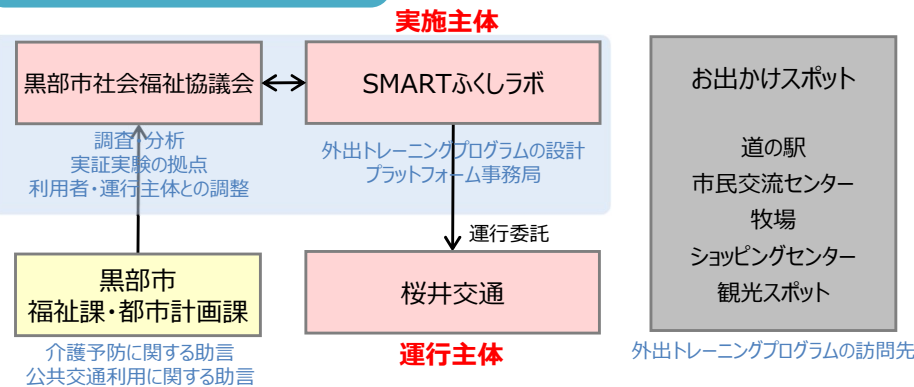 実施主体
黒部市社会福祉協議会
SMARTふくしラボ
調査・分析
実証実験の拠点
利用者・運行主体との調整
外出トレーニングプログラムの設計
プラットフォーム事務局
運行委託
黒部市
福祉課・都市計画課
介護予防に関する助言
公共交通利用に関する助言
桜井交通
運行主体
お出かけスポット
道の駅
市民交流センター
牧場
ショッピングセンター
観光スポット
外出トレーニングプログラムの訪問先